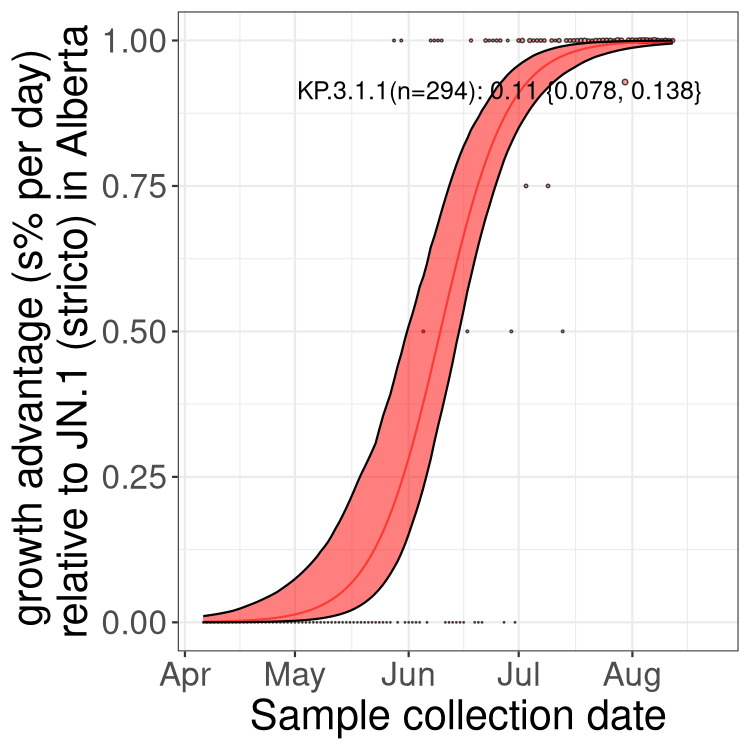 growth advantage (s% per day)
relative to JN.1 (stricto) in Alberta
1.00
0.75
0.50
0.25
0.00
KP.3.1.1(n=294): 0.11 {0.078, 0.138}
Apr
May
Jun
Jul
Aug
Sample collection date